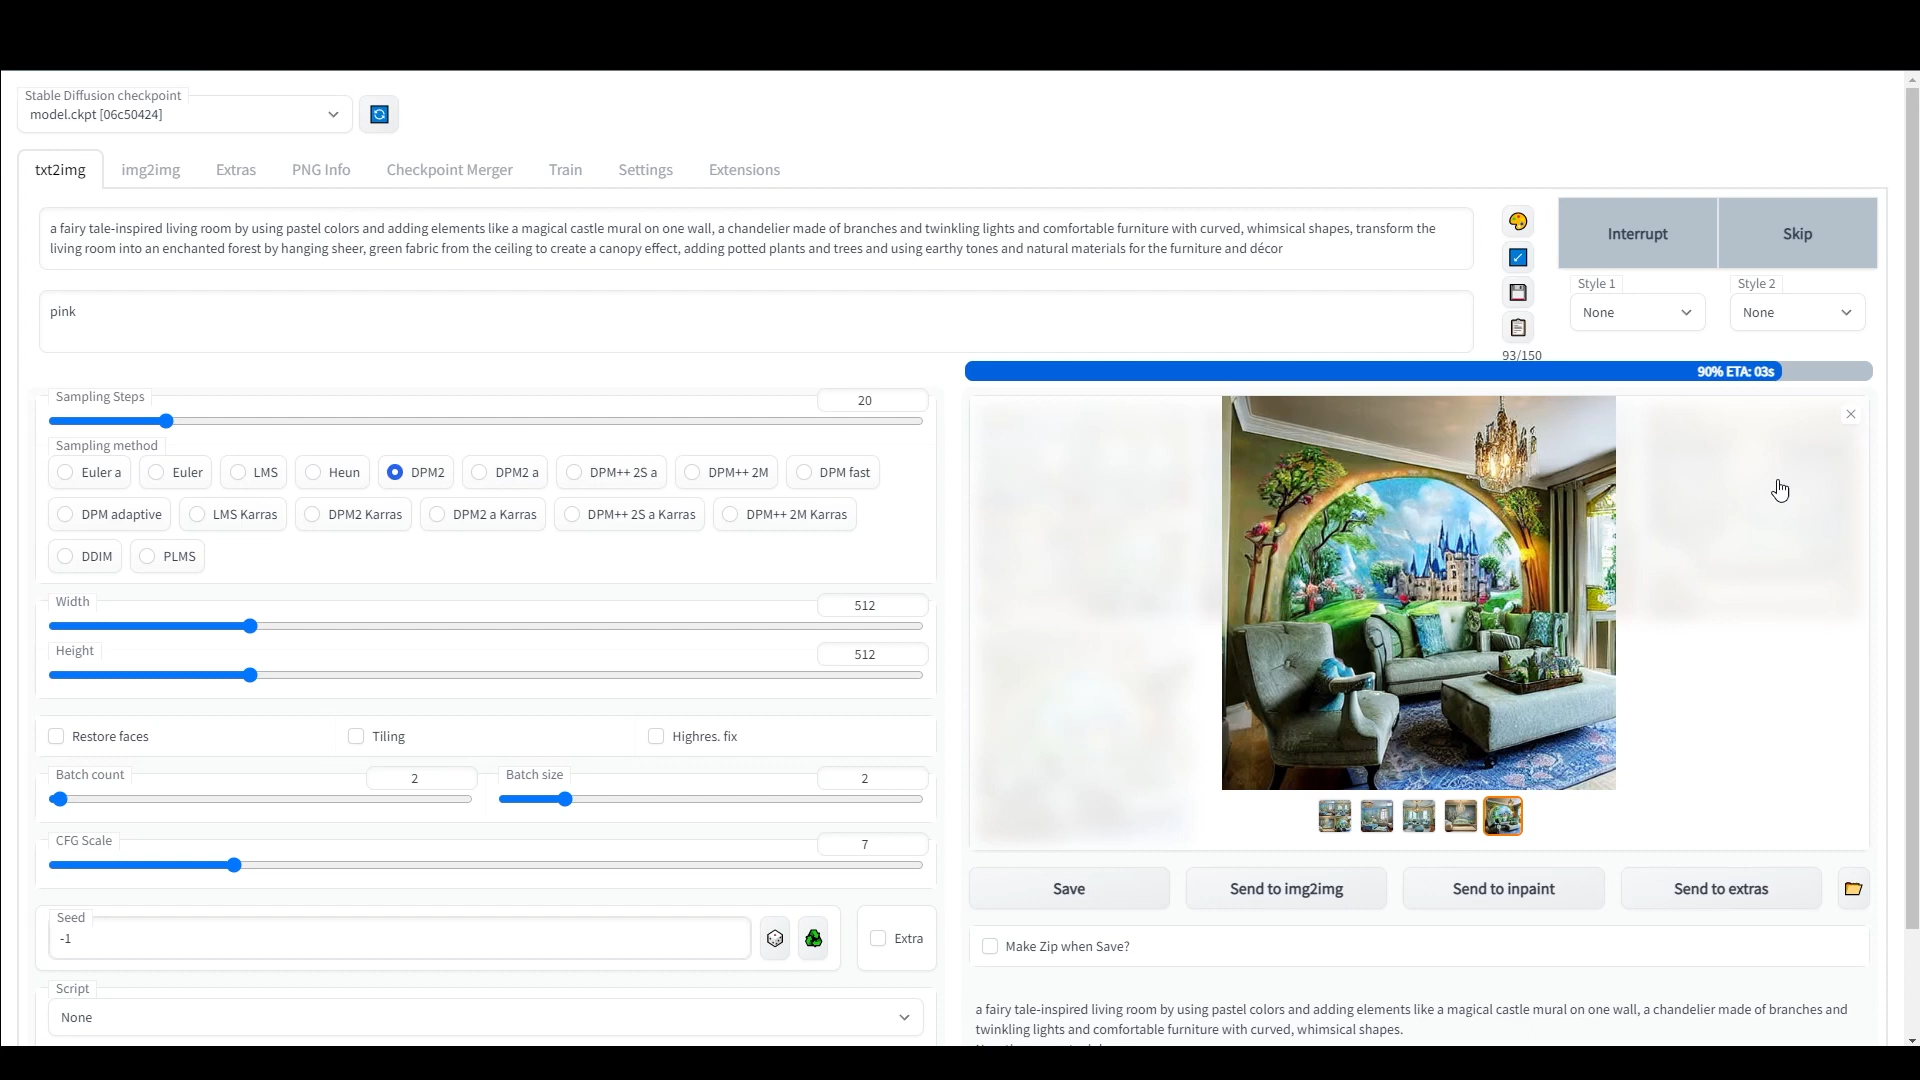 Stable Diffusion checkpoint
model.ckpt [06c50424]
txt2img img2img Extras PNG Info Checkpoint Merger Train Settings Extensions
a fairy tale-inspired living room by using pastel colors and adding elements like a magical castle mural on one wall, a chandelier made of branches and twinkling lights and comfortable furniture with curved, whimsical shapes, transform the
living room into an enchanted forest by hanging sheer, green fabric from the ceiling to create a canopy effect, adding potted plants and trees and using earthy tones and natural materials for the furniture and décor
pink
93/150
Interrupt Skip
Style 1 Style 2
None None
90% ETA: 03s
Sampling Steps
20
Sampling method
Euler a Euler LMS Heun DPM2 DPM2 a DPM++ 2S a DPM++ 2M DPM fast
DPM adaptive LMS Karras DPM2 Karras DPM2 a Karras DPM++ 2S a Karras DPM++ 2M Karras
DDIM PLMS
Width
512
Height
512
Restore faces Tiling Highres. fix
Batch count
2
Batch size
2
CFG Scale
7
Seed
-1
Extra
Script
None
Save Send to img2img Send to inpaint Send to extras
Make Zip when Save?
a fairy tale-inspired living room by using pastel colors and adding elements like a magical castle mural on one wall, a chandelier made of branches and
twinkling lights and comfortable furniture with curved, whimsical shapes.